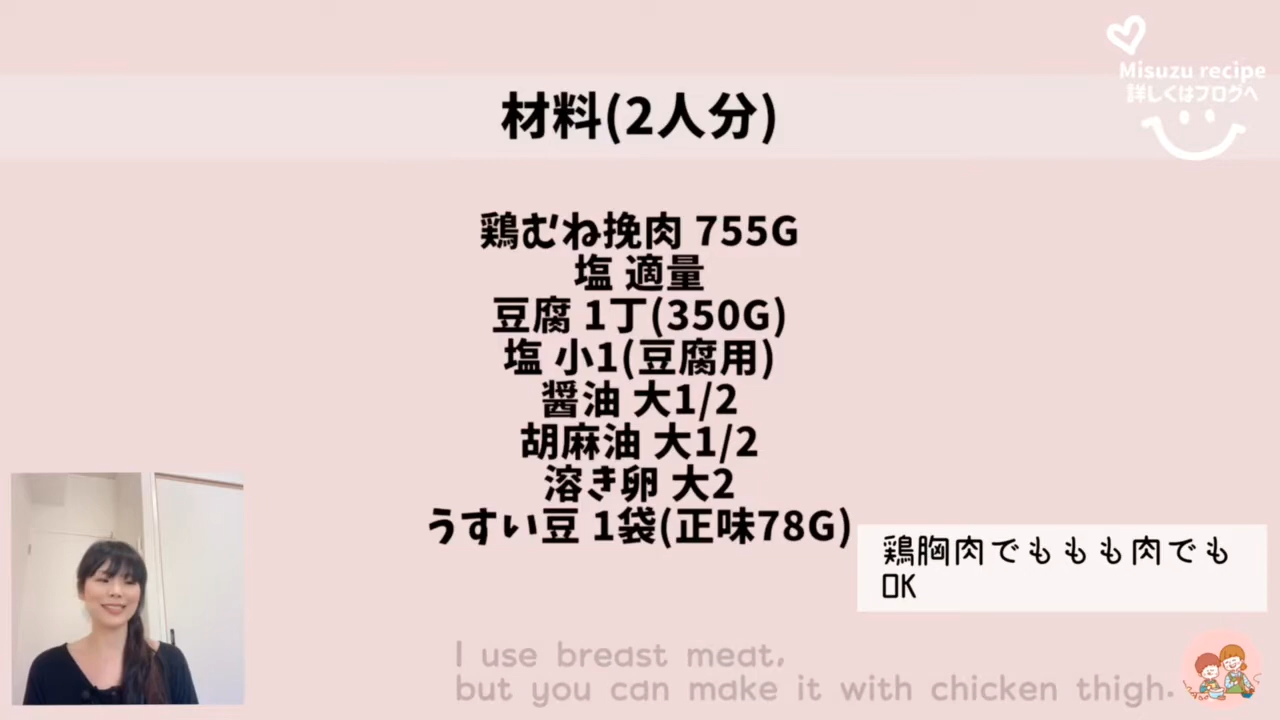 Misuzu recipe
詳しくはブログへ
材料(2人分)
鶏むね挽肉 755G
塩 適量
豆腐 1丁(350G)
塩 小1(豆腐用)
醤油 大1/2
胡麻油 大1/2
溶き卵 大2
うすい豆 1袋(正味78G)
鶏胸肉でももも肉でも
OK
I use breast meat,
but you can make it with chicken thigh.